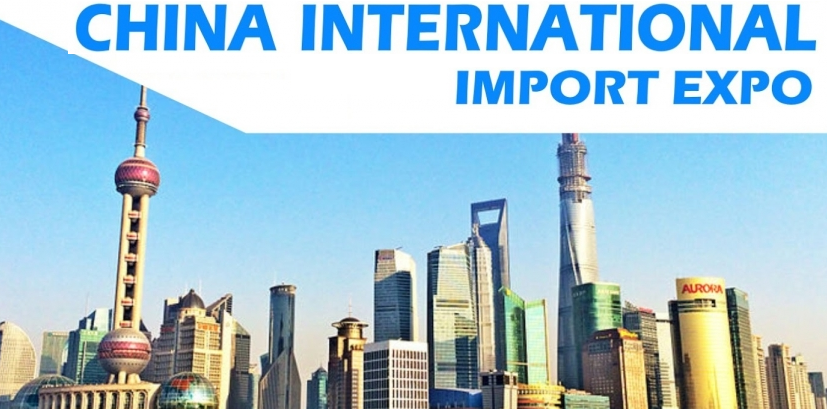 CHINA INTERNATIONAL
IMPORT EXPO
AURORA